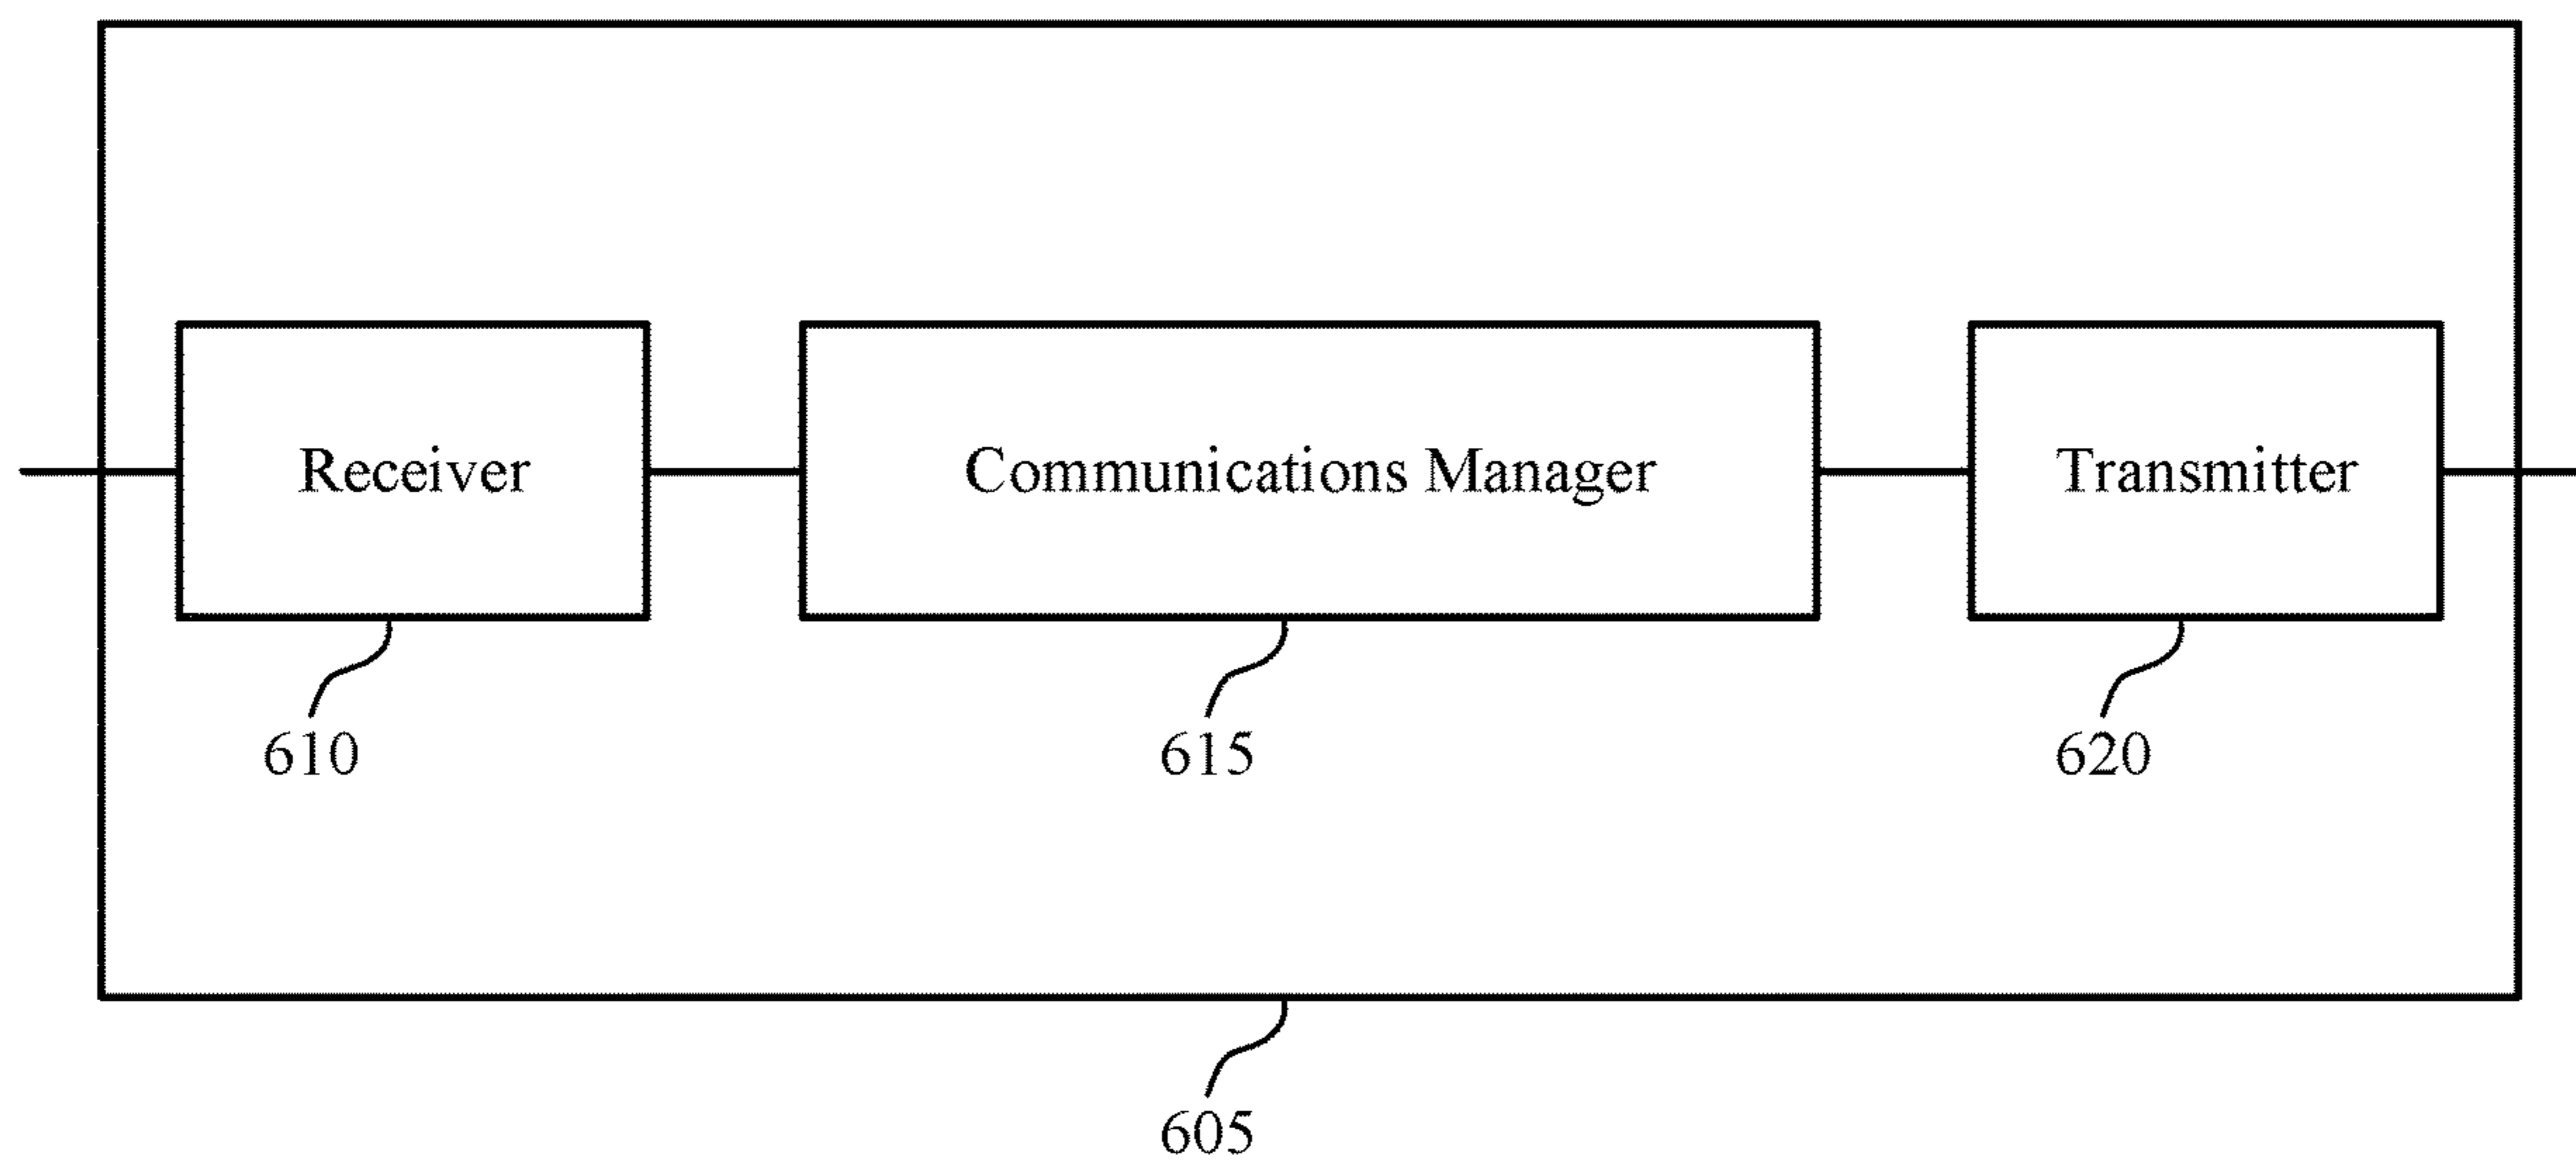 Receiver
Communications Manager
Transmitter
610
615
620
605